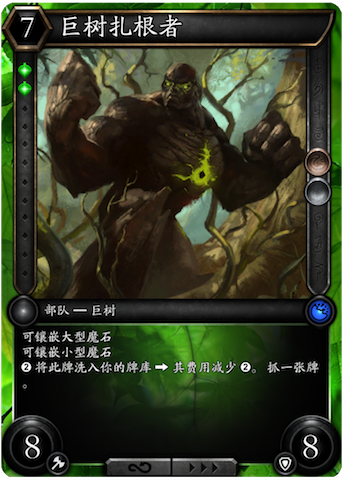 7 巨树扎根者
部队 — 巨树
可镶嵌大型魔石
可镶嵌小型魔石
❷ 将此牌洗入你的牌库 ➡ 其费用减少 ❷。 抓一张牌
。
8 8